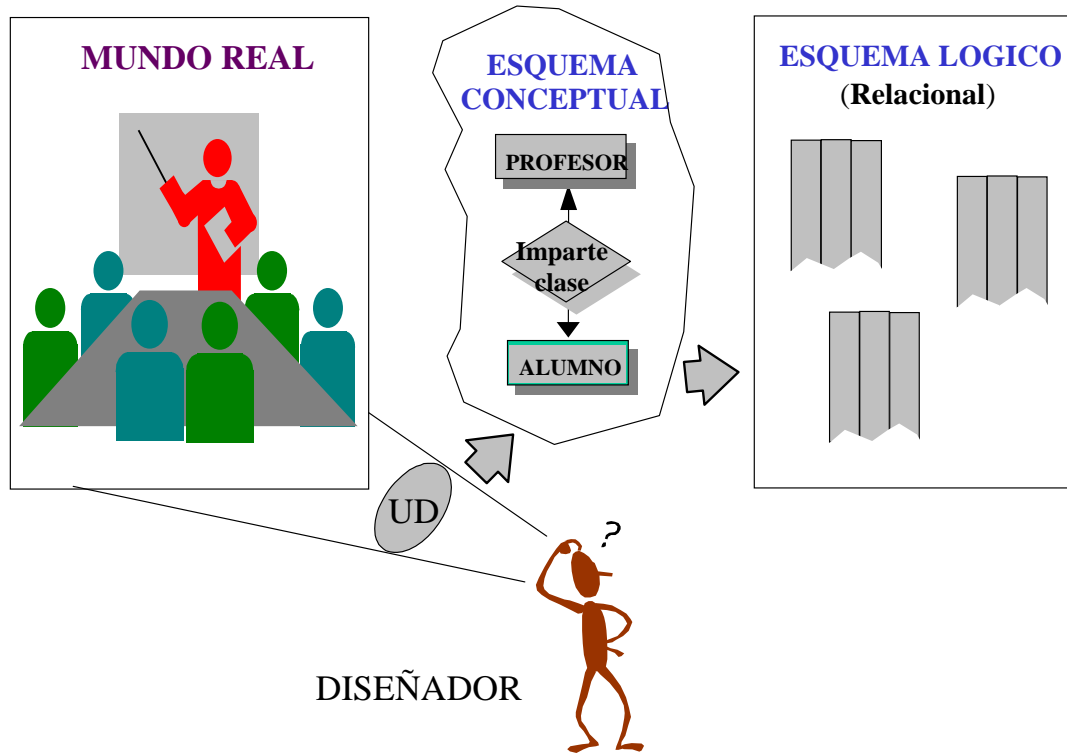 MUNDO REAL
ESQUEMA
CONCEPTUAL
PROFESOR
Imparte
clase
ALUMNO
ESQUEMA LOGICO
(Relacional)
UD
?
DISEÑADOR